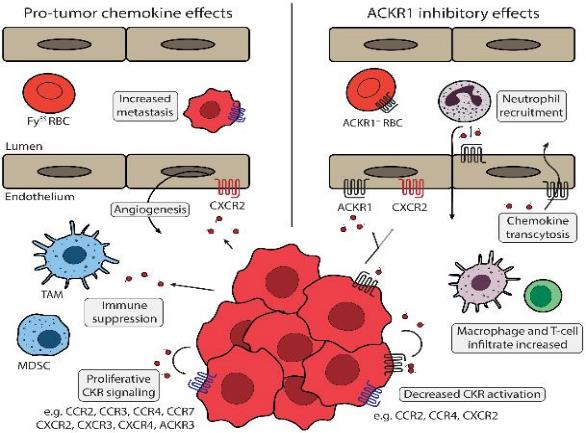 Pro-tumor chemokine effects
Increased
metastasis
Fyᴱˢ RBC
Lumen
Endothelium
Angiogenesis
CXCR2
TAM
Immune
suppression
MDSC
Proliferative
CKR signaling
e.g. CCR2, CCR3, CCR4, CCR7
CXCR2, CXCR3, CXCR4, ACKR3
ACKR1 inhibitory effects
ACKR1⁻ RBC
Neutrophil
recruitment
ACKR1
CXCR2
Chemokine
transcytosis
Macrophage and T-cell
infiltrate increased
Decreased CKR activation
e.g. CCR2, CCR4, CXCR2